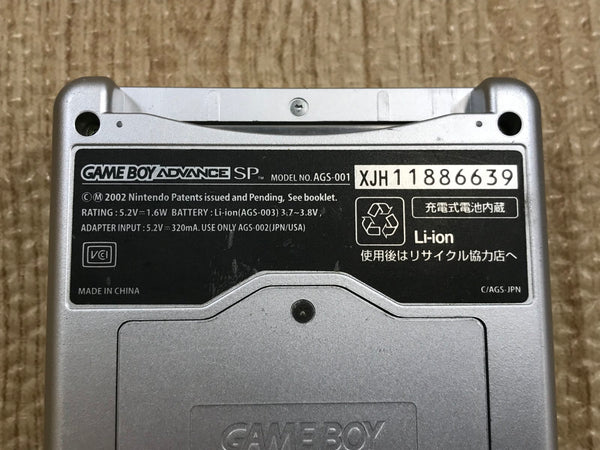 GAME BOY ADVANCE SP™ MODEL NO. AGS-001 XJH11886639
©Ⓜ 2002 Nintendo Patents issued and Pending, See booklet.
RATING : 5.2V⎓1.6W BATTERY : Li-ion(AGS-003) 3.7~3.8V
ADAPTER INPUT : 5.2V⎓320mA. USE ONLY AGS-002(JPN/USA)
VCI
MADE IN CHINA
充電式電池内蔵
Li-ion
使用後はリサイクル協力店へ
C/AGS-JPN
GAME BOY